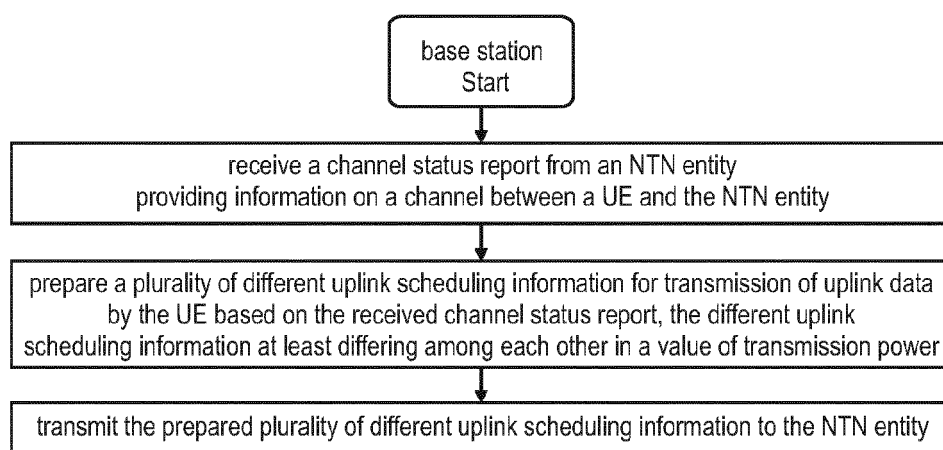 base station
Start
receive a channel status report from an NTN entity
providing information on a channel between a UE and the NTN entity
prepare a plurality of different uplink scheduling information for transmission of uplink data
by the UE based on the received channel status report, the different uplink
scheduling information at least differing among each other in a value of transmission power
transmit the prepared plurality of different uplink scheduling information to the NTN entity